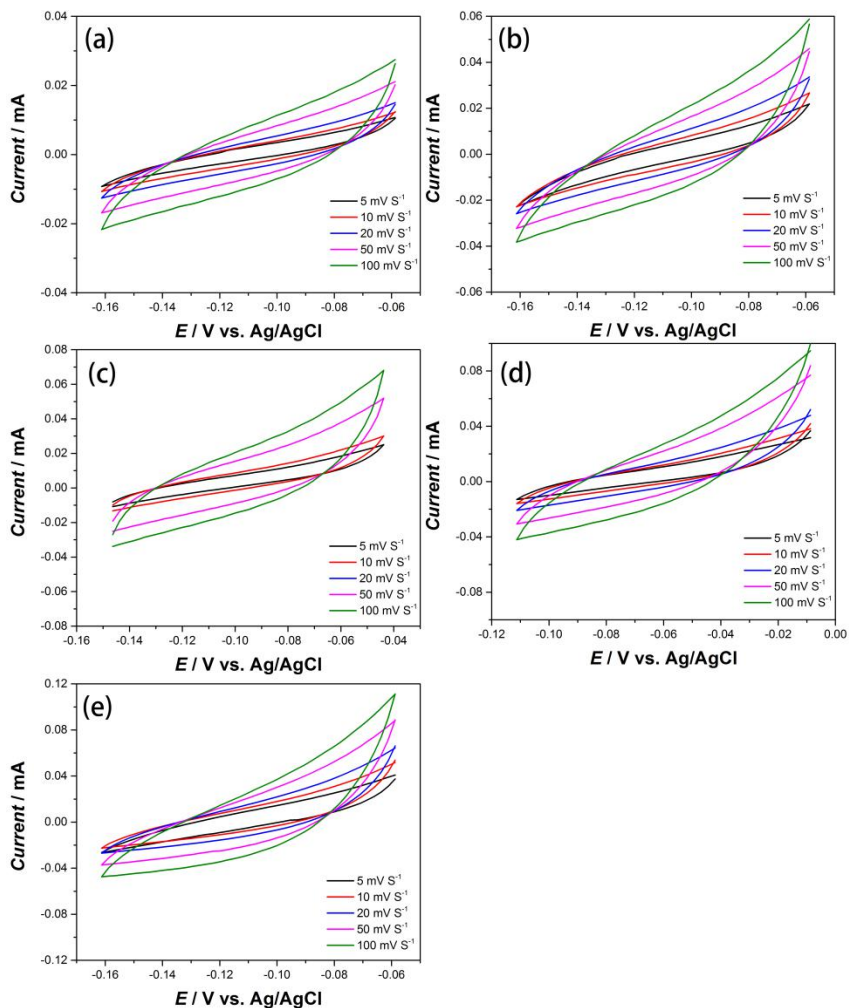 (a)
0.04
0.02
0.00
-0.02
-0.04
Current / mA
5 mV S⁻¹
10 mV S⁻¹
20 mV S⁻¹
50 mV S⁻¹
100 mV S⁻¹
-0.16 -0.14 -0.12 -0.10 -0.08 -0.06
E / V vs. Ag/AgCl
(b)
0.06
0.04
0.02
0.00
-0.02
-0.04
-0.06
Current / mA
5 mV S⁻¹
10 mV S⁻¹
20 mV S⁻¹
50 mV S⁻¹
100 mV S⁻¹
-0.16 -0.14 -0.12 -0.10 -0.08 -0.06
E / V vs. Ag/AgCl
(c)
0.08
0.06
0.04
0.02
0.00
-0.02
-0.04
-0.06
-0.08
Current / mA
5 mV S⁻¹
10 mV S⁻¹
20 mV S⁻¹
50 mV S⁻¹
100 mV S⁻¹
-0.16 -0.14 -0.12 -0.10 -0.08 -0.06 -0.04
E / V vs. Ag/AgCl
(d)
0.08
0.04
0.00
-0.04
-0.08
Current / mA
5 mV S⁻¹
10 mV S⁻¹
20 mV S⁻¹
50 mV S⁻¹
100 mV S⁻¹
-0.12 -0.10 -0.08 -0.06 -0.04 -0.02 0.00
E / V vs. Ag/AgCl
(e)
0.12
0.08
0.04
0.00
-0.04
-0.08
-0.12
Current / mA
5 mV S⁻¹
10 mV S⁻¹
20 mV S⁻¹
50 mV S⁻¹
100 mV S⁻¹
-0.16 -0.14 -0.12 -0.10 -0.08 -0.06
E / V vs. Ag/AgCl